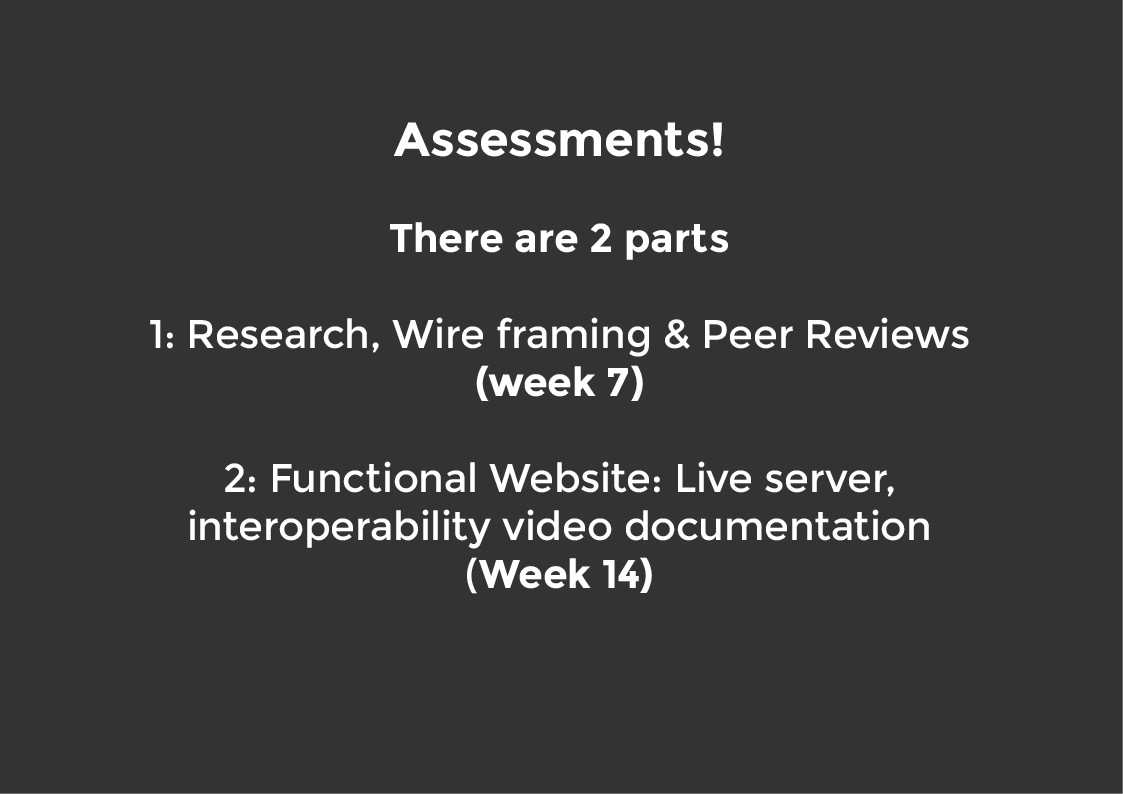 Assessments!
There are 2 parts
1: Research, Wire framing & Peer Reviews
(week 7)
2: Functional Website: Live server,
interoperability video documentation
(Week 14)